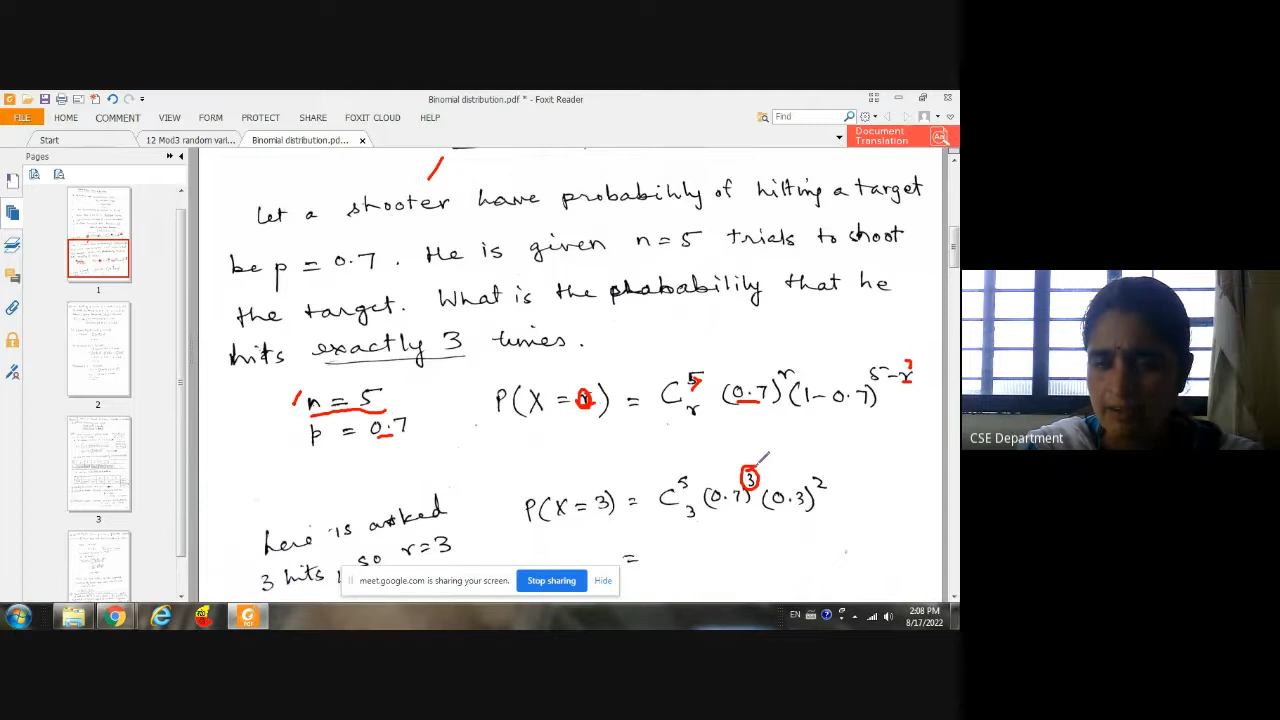 Binomial distribution.pdf * - Foxit Reader
FILE HOME COMMENT VIEW FORM PROTECT SHARE FOXIT CLOUD HELP
Find
Start 12 Mod3 random vari... Binomial distribution.pd...
Document Translation
Pages
1
2
3
Let a shooter have probability of hitting a target
be p = 0.7. He is given n = 5 trials to shoot
the target. What is the probability that he
hits exactly 3 times.
n = 5
p = 0.7
P(X = r) = C^5_r (0.7)^r (1 - 0.7)^{5-r}
P(X = 3) = C^5_3 (0.7)^3 (0.3)^2
here is asked
3 hits so r = 3
=
meet.google.com is sharing your screen. Stop sharing Hide
EN 2:08 PM
8/17/2022
CSE Department